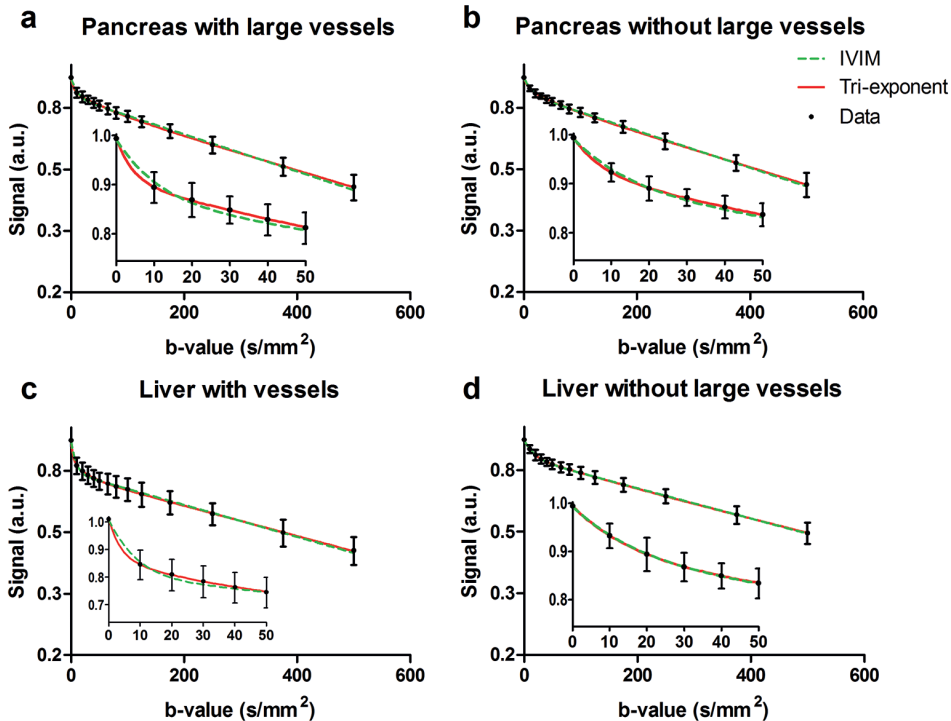 a
Pancreas with large vessels
Signal (a.u.)
0.8
0.5
0.3
0.2
1.0
0.9
0.8
0 10 20 30 40 50
0 200 400 600
b-value (s/mm²)
b
Pancreas without large vessels
IVIM
Tri-exponent
Data
Signal (a.u.)
0.8
0.5
0.3
0.2
1.0
0.9
0.8
0 10 20 30 40 50
0 200 400 600
b-value (s/mm²)
c
Liver with vessels
Signal (a.u.)
0.8
0.5
0.3
0.2
1.0
0.9
0.8
0.7
0 10 20 30 40 50
0 200 400 600
b-value (s/mm²)
d
Liver without large vessels
Signal (a.u.)
0.8
0.5
0.3
0.2
1.0
0.9
0.8
0 10 20 30 40 50
0 200 400 600
b-value (s/mm²)